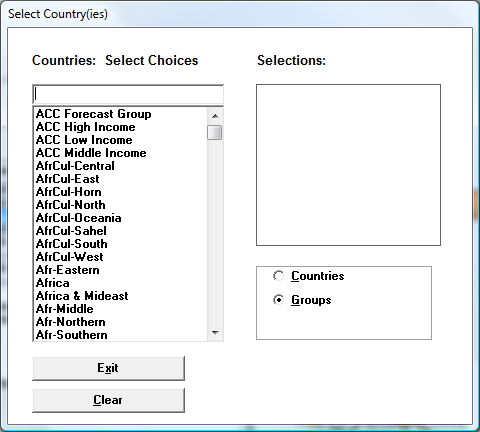 Select Country(ies)
Countries:  Select Choices
Selections:
ACC Forecast Group
ACC High Income
ACC Low Income
ACC Middle Income
AfrCul-Central
AfrCul-East
AfrCul-Horn
AfrCul-North
AfrCul-Oceania
AfrCul-Sahel
AfrCul-South
AfrCul-West
Afr-Eastern
Africa
Africa & Mideast
Afr-Middle
Afr-Northern
Afr-Southern
Countries
Groups
Exit
Clear